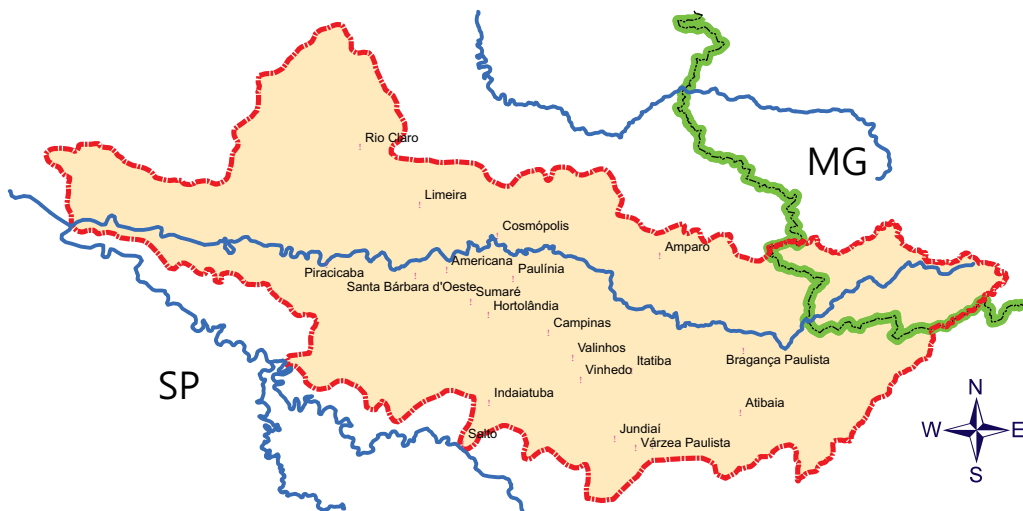 Rio Claro
MG
Limeira
Cosmópolis
Amparo
Americana
Piracicaba
Paulínia
Santa Bárbara d'Oeste
Sumaré
Hortolândia
Campinas
Valinhos
Itatiba
Bragança Paulista
Vinhedo
SP
Indaiatuba
Atibaia
N
W
E
S
Salto
Jundiaí
Várzea Paulista